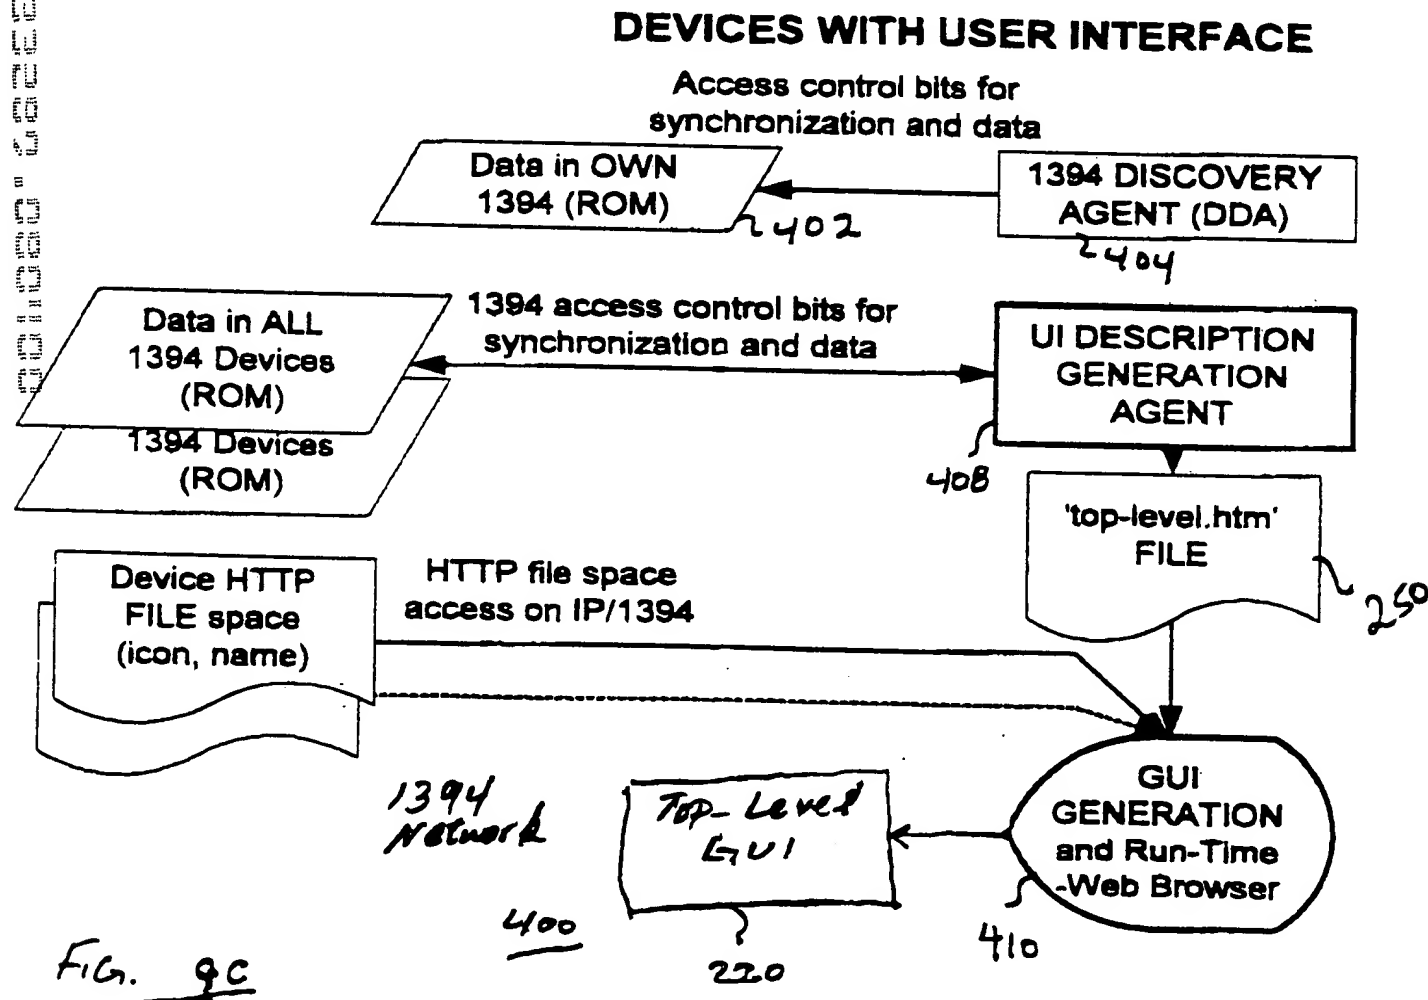 DEVICES WITH USER INTERFACE
Access control bits for
synchronization and data
Data in OWN
1394 (ROM)
402
1394 DISCOVERY
AGENT (DDA)
404
Data in ALL
1394 Devices
(ROM)
1394 Devices
(ROM)
1394 access control bits for
synchronization and data
UI DESCRIPTION
GENERATION
AGENT
408
'top-level.htm'
FILE
250
Device HTTP
FILE space
(icon, name)
HTTP file space
access on IP/1394
GUI
GENERATION
and Run-Time
-Web Browser
410
1394
Network
400
Top-Level
GUI
220
FIG. 9C